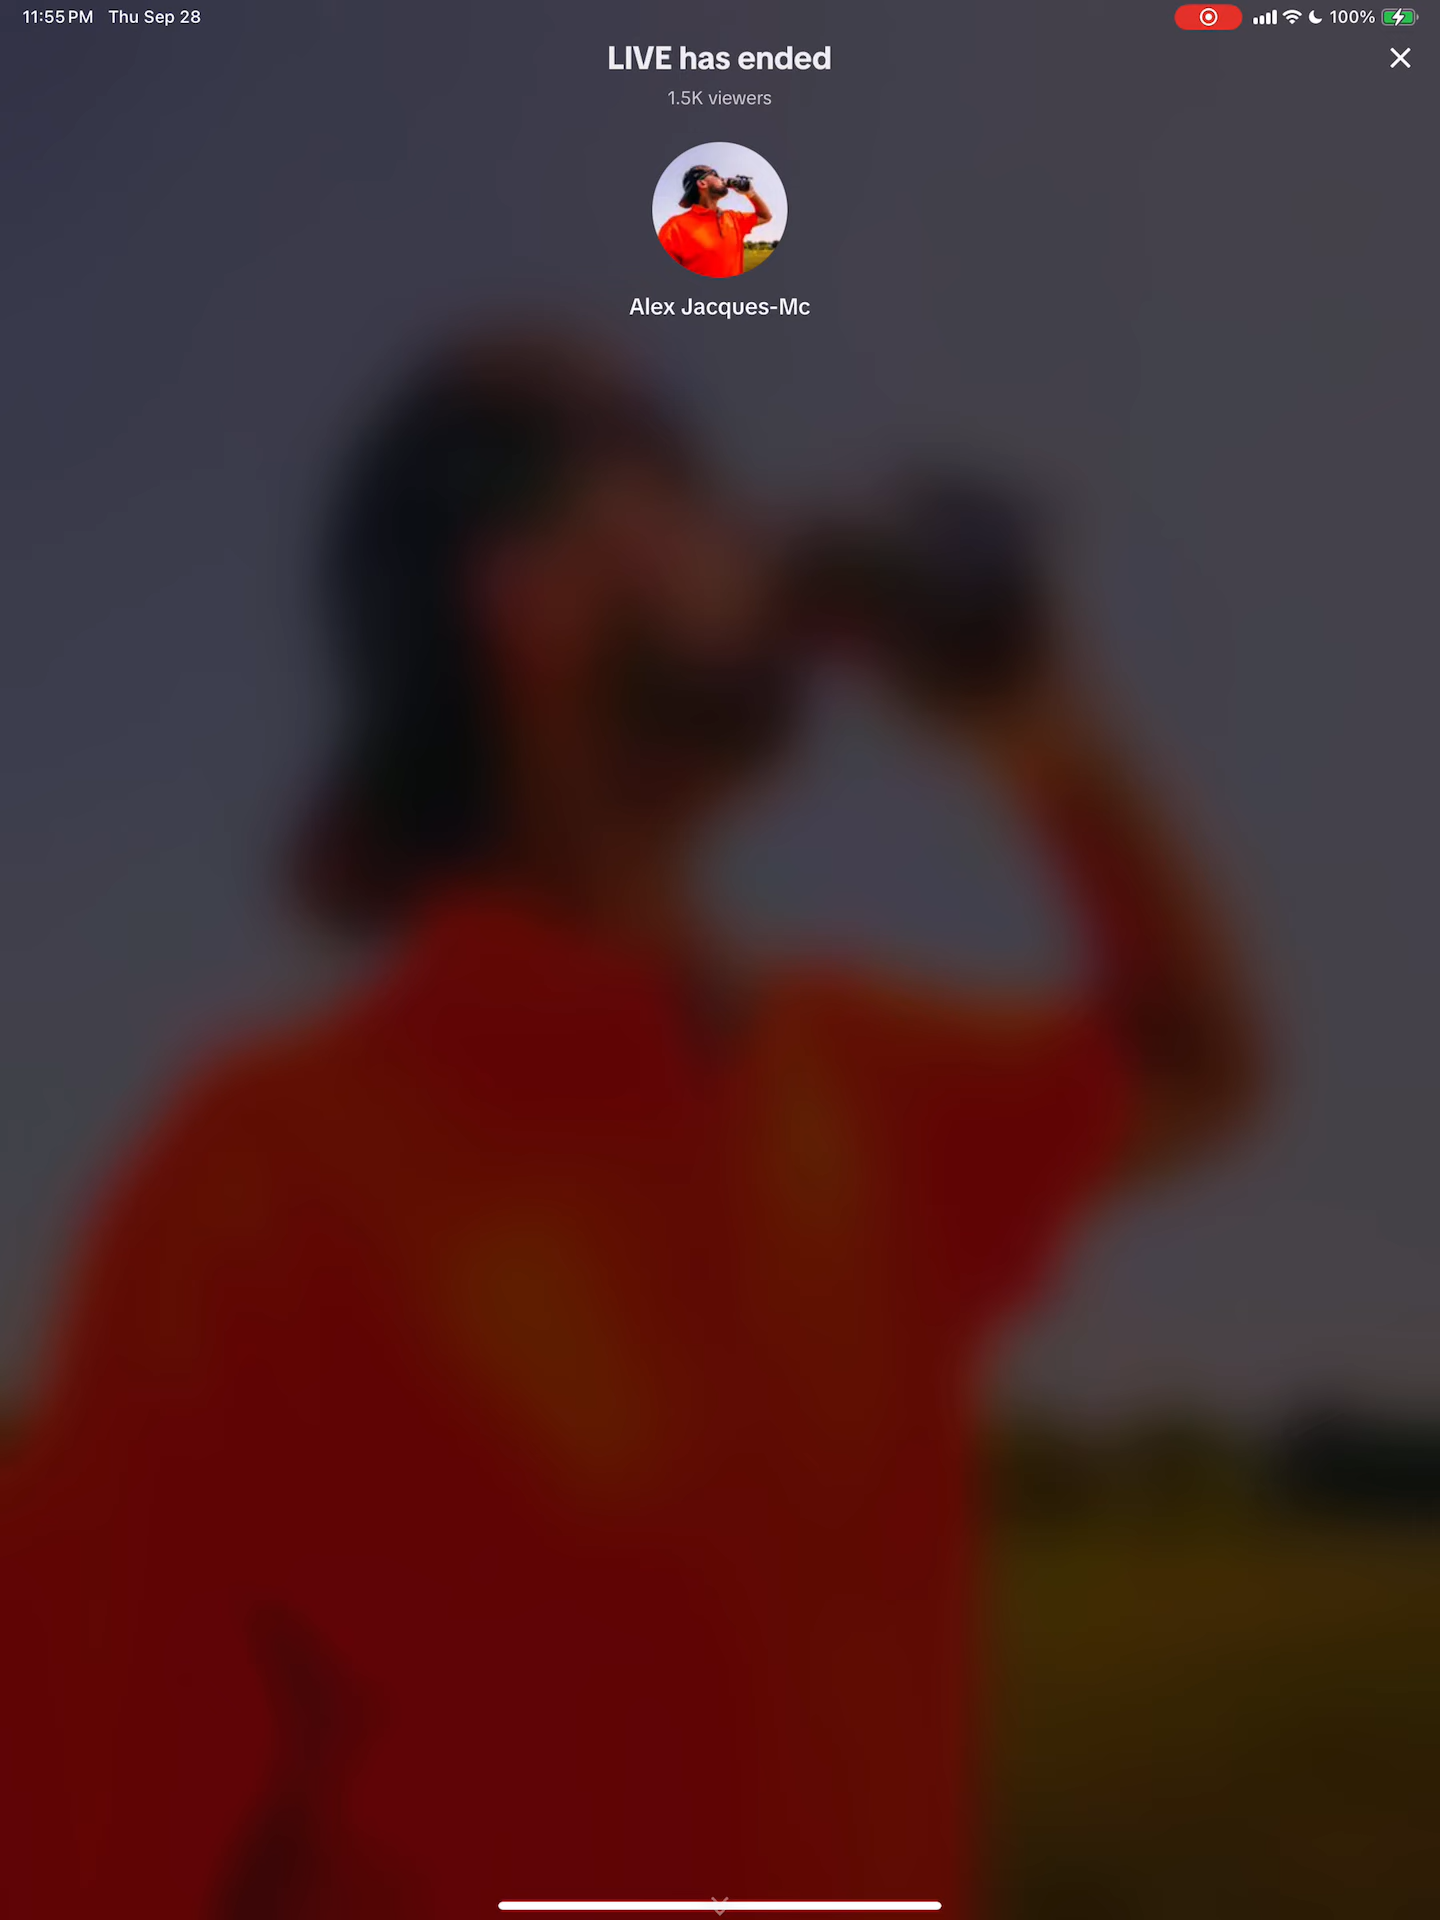 11:55 PM Thu Sep 28
100%
LIVE has ended
1.5K viewers
Alex Jacques-Mc